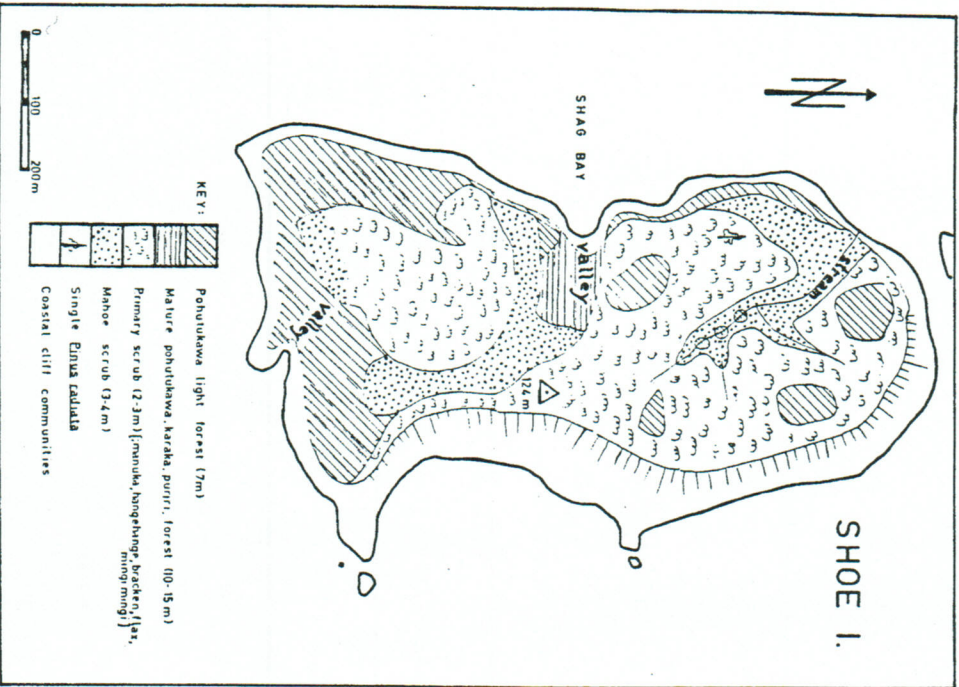 SHOE I.
N
SHAG BAY
stream
valley
124 m
valley
KEY:
Pohutukawa light forest (7m)
Mature pohutukawa, karaka, puriri, forest (10-15 m)
Primary scrub (2-3m) [manuka, hangehange, bracken, flax,
mingimingi]
Mahoe scrub (3-4m)
Single Pinus radiata
Coastal cliff communities
0 100 200m